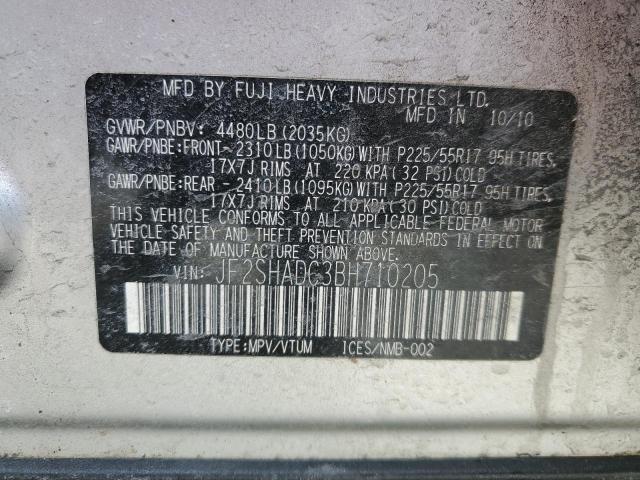 MFD BY FUJI HEAVY INDUSTRIES LTD.
MFD IN 10/10
GVWR/PNBV: 4480LB(2035KG)
GAWR/PNBE:FRONT-2310LB(1050KG)WITH P225/55R17 95H TIRES,
17X7J RIMS AT 220 KPA(32 PSI)COLD
GAWR/PNBE:REAR -2410LB(1095KG)WITH P225/55R17 95H TIRES,
17X7J RIMS AT 210 KPA(30 PSI)COLD
THIS VEHICLE CONFORMS TO ALL APPLICABLE FEDERAL MOTOR
VEHICLE SAFETY AND THEFT PREVENTION STANDARDS IN EFFECT
ON THE DATE OF MANUFACTURE SHOWN ABOVE.
VIN: JF2SHADC3BH710205
TYPE:MPV/VTUM ICES/NMB-002